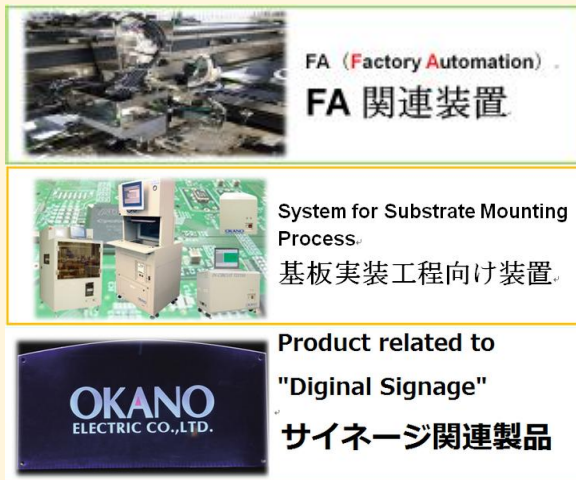 FA（Factory Automation）
FA 関連装置
OKANO
System for Substrate Mounting
Process
基板実装工程向け装置
OKANO
ELECTRIC CO.,LTD.
Product related to
"Diginal Signage"
サイネージ関連製品